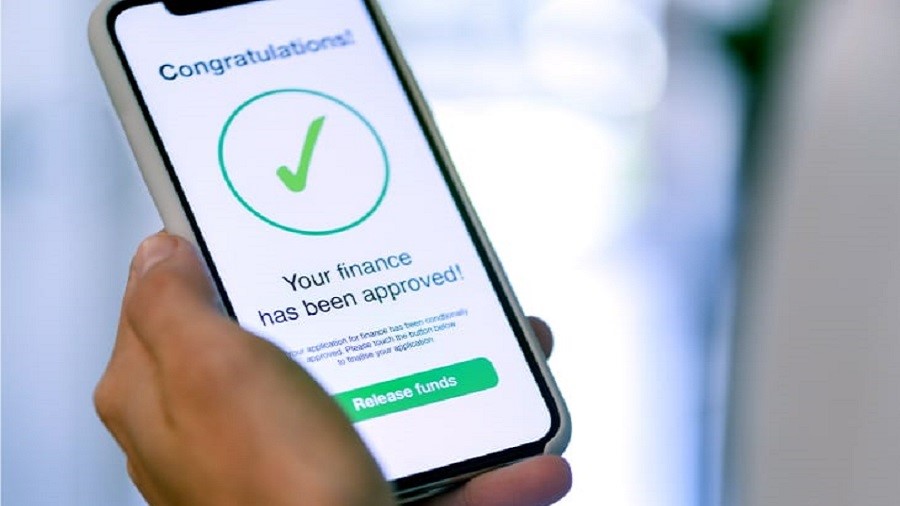 Congratulations!
Your finance
has been approved!
your application for finance has been conditionally
approved. Please touch the button below
to finalise your application
Release funds